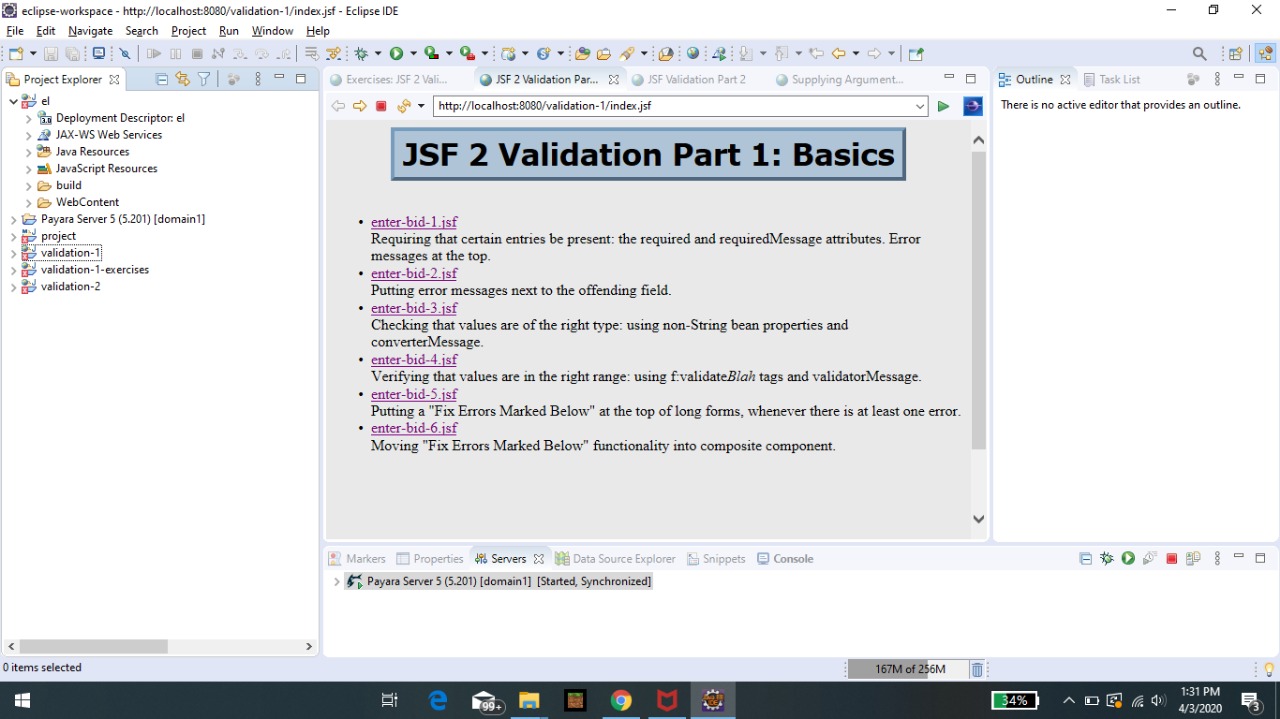 eclipse-workspace - http://localhost:8080/validation-1/index.jsf - Eclipse IDE
File Edit Navigate Search Project Run Window Help
Project Explorer
el
Deployment Descriptor: el
JAX-WS Web Services
Java Resources
JavaScript Resources
build
WebContent
Payara Server 5 (5.201) [domain1]
project
validation-1
validation-1-exercises
validation-2
Exercises: JSF 2 Vali... JSF 2 Validation Par... JSF Validation Part 2 Supplying Argument...
http://localhost:8080/validation-1/index.jsf
JSF 2 Validation Part 1: Basics
• enter-bid-1.jsf
Requiring that certain entries be present: the required and requiredMessage attributes. Error
messages at the top.
• enter-bid-2.jsf
Putting error messages next to the offending field.
• enter-bid-3.jsf
Checking that values are of the right type: using non-String bean properties and
converterMessage.
• enter-bid-4.jsf
Verifying that values are in the right range: using f:validateBlah tags and validatorMessage.
• enter-bid-5.jsf
Putting a "Fix Errors Marked Below" at the top of long forms, whenever there is at least one error.
• enter-bid-6.jsf
Moving "Fix Errors Marked Below" functionality into composite component.
Outline Task List
There is no active editor that provides an outline.
Markers Properties Servers Data Source Explorer Snippets Console
Payara Server 5 (5.201) [domain1] [Started, Synchronized]
0 items selected
167M of 256M
99+
34%
1:31 PM
4/3/2020
3